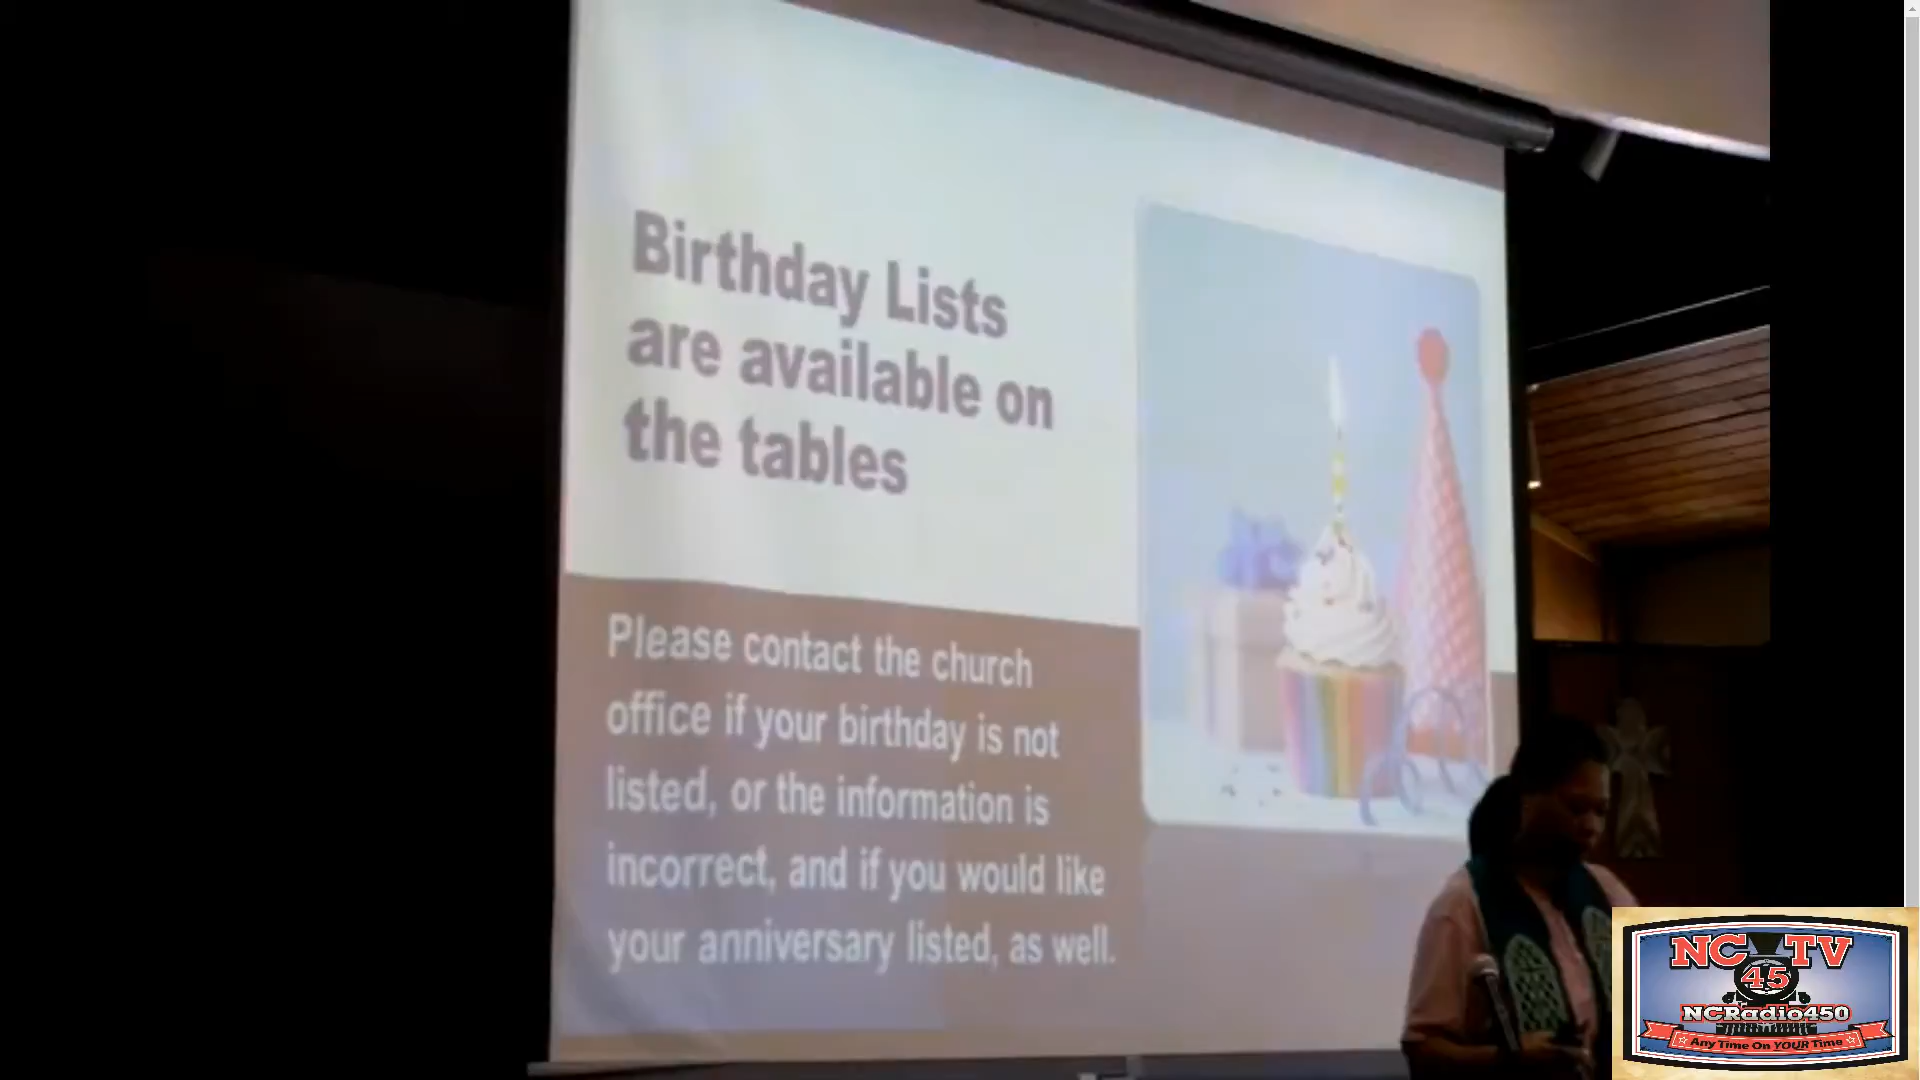 Birthday Lists
are available on
the tables
Please contact the church
office if your birthday is not
listed, or the information is
incorrect, and if you would like
your anniversary listed, as well.
NC TV
45
NCRadio450
Any Time On YOUR Time